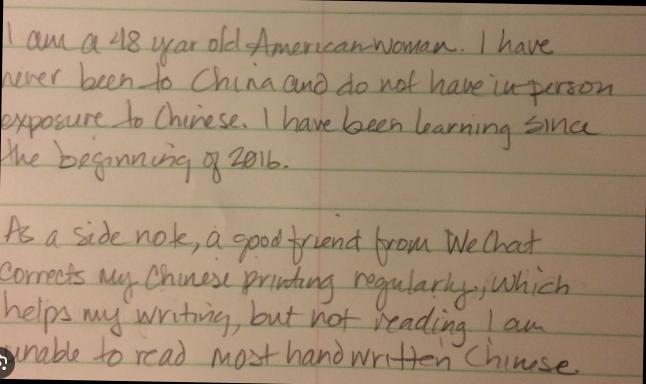 I am a 48 year old American woman. I have
never been to China and do not have in-person
exposure to Chinese. I have been learning since
the beginning of 2016.
As a side note, a good friend from WeChat
corrects my Chinese printing regularly, which
helps my writing, but not reading I am
unable to read most handwritten Chinese